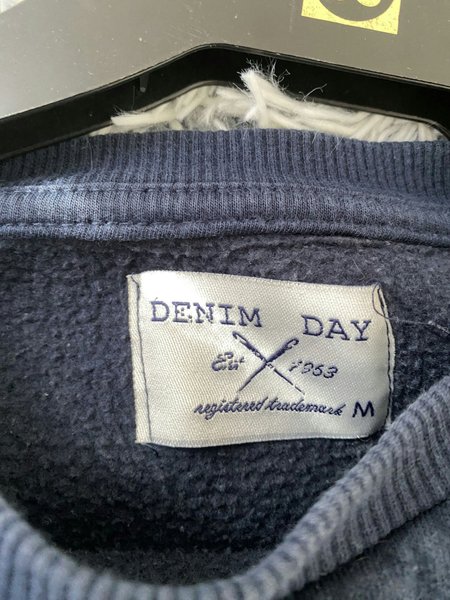 DENIM DAY
Est 1953
registered trademark M